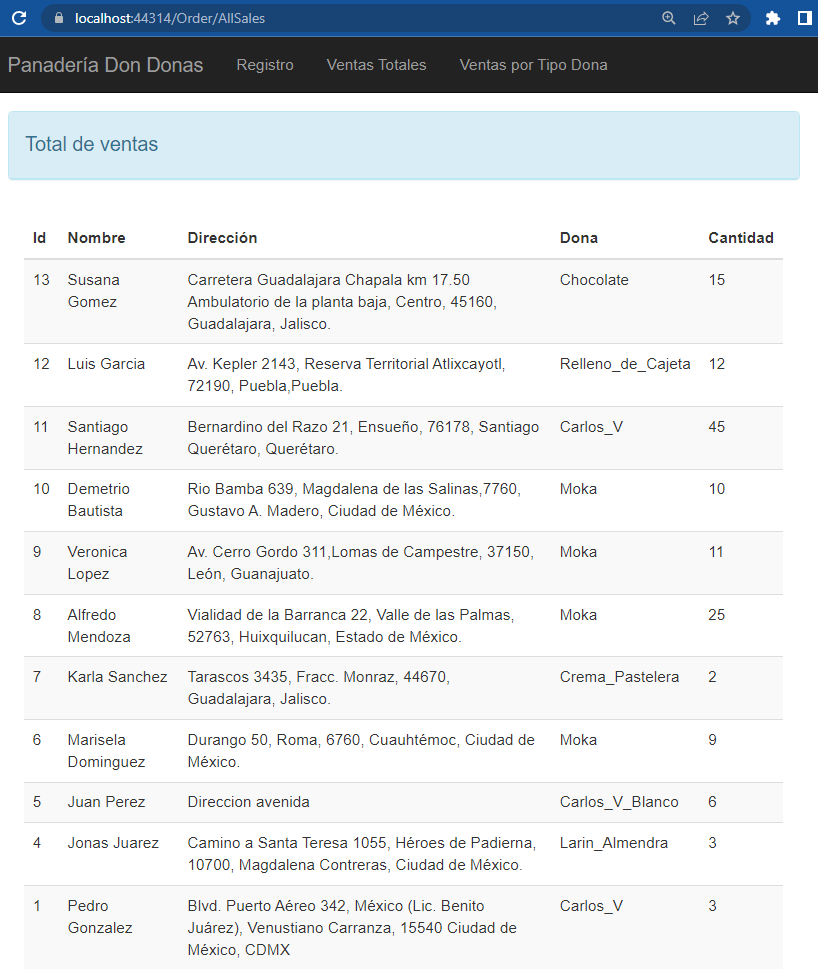 localhost:44314/Order/AllSales
Panadería Don Donas Registro Ventas Totales Ventas por Tipo Dona
Total de ventas
Id Nombre Dirección Dona Cantidad
13 Susana Carretera Guadalajara Chapala km 17.50 Chocolate 15
Gomez Ambulatorio de la planta baja, Centro, 45160,
Guadalajara, Jalisco.
12 Luis Garcia Av. Kepler 2143, Reserva Territorial Atlixcayotl, Relleno_de_Cajeta 12
72190, Puebla,Puebla.
11 Santiago Bernardino del Razo 21, Ensueño, 76178, Santiago Carlos_V 45
Hernandez Querétaro, Querétaro.
10 Demetrio Rio Bamba 639, Magdalena de las Salinas,7760, Moka 10
Bautista Gustavo A. Madero, Ciudad de México.
9 Veronica Av. Cerro Gordo 311,Lomas de Campestre, 37150, Moka 11
Lopez León, Guanajuato.
8 Alfredo Vialidad de la Barranca 22, Valle de las Palmas, Moka 25
Mendoza 52763, Huixquilucan, Estado de México.
7 Karla Sanchez Tarascos 3435, Fracc. Monraz, 44670, Crema_Pastelera 2
Guadalajara, Jalisco.
6 Marisela Durango 50, Roma, 6760, Cuauhtémoc, Ciudad de Moka 9
Dominguez México.
5 Juan Perez Direccion avenida Carlos_V_Blanco 6
4 Jonas Juarez Camino a Santa Teresa 1055, Héroes de Padierna, Larin_Almendra 3
10700, Magdalena Contreras, Ciudad de México.
1 Pedro Blvd. Puerto Aéreo 342, México (Lic. Benito Carlos_V 3
Gonzalez Juárez), Venustiano Carranza, 15540 Ciudad de
México, CDMX